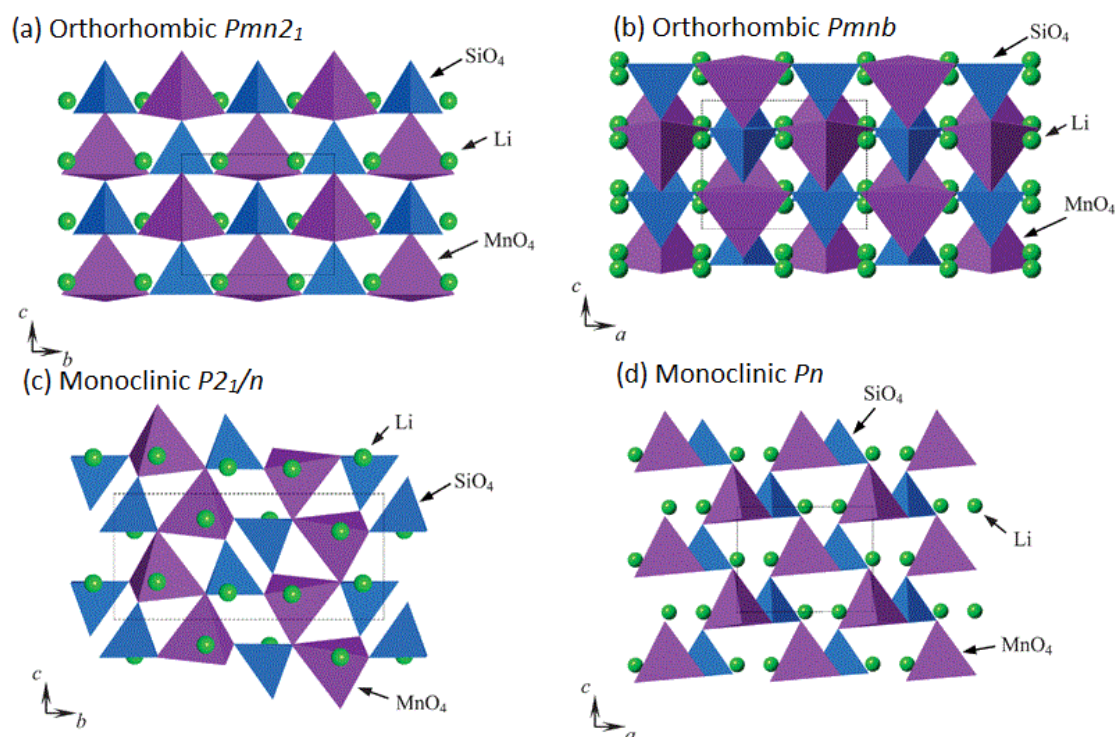 (a) Orthorhombic Pmn2₁
SiO₄
Li
MnO₄
c
b
(b) Orthorhombic Pmnb
SiO₄
Li
MnO₄
c
a
(c) Monoclinic P2₁/n
Li
SiO₄
MnO₄
c
b
(d) Monoclinic Pn
SiO₄
Li
MnO₄
c
a